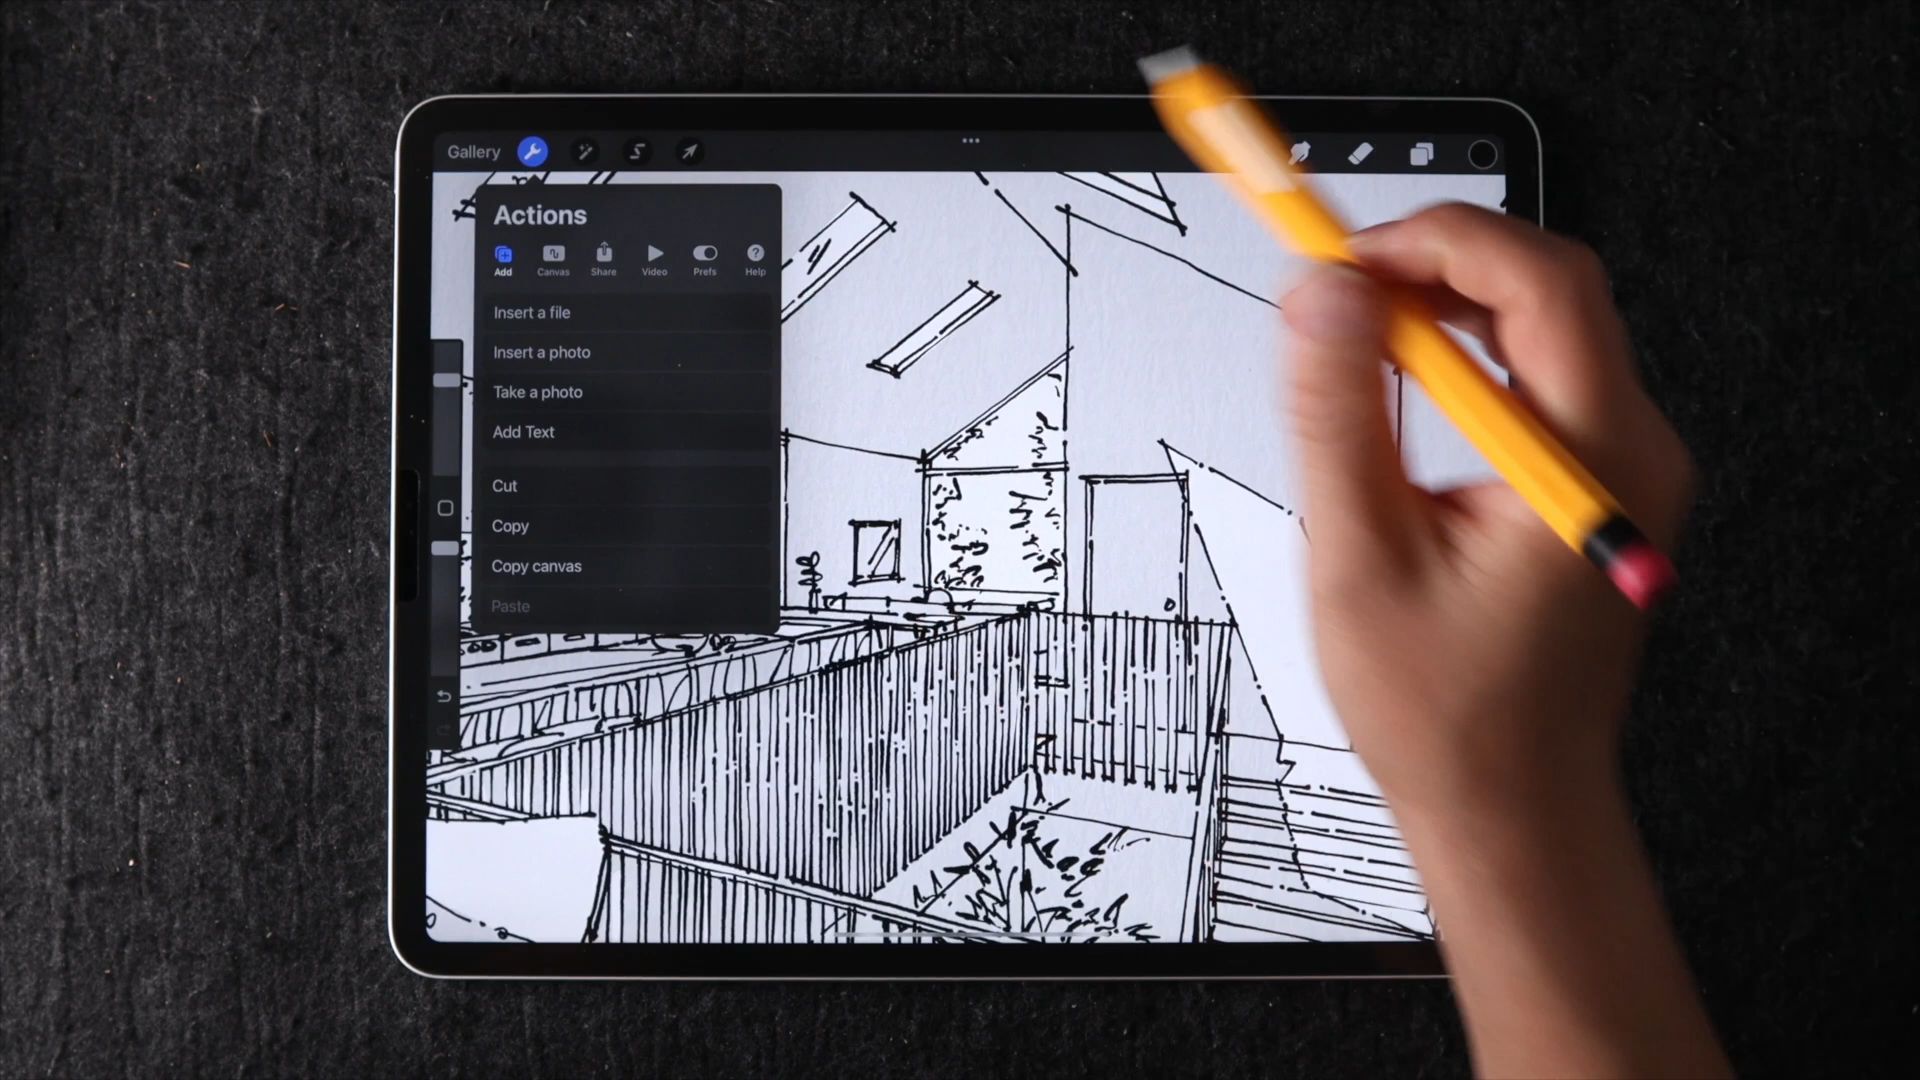 Gallery
Actions
Add Canvas Share Video Prefs Help
Insert a file
Insert a photo
Take a photo
Add Text
Cut
Copy
Copy canvas
Paste